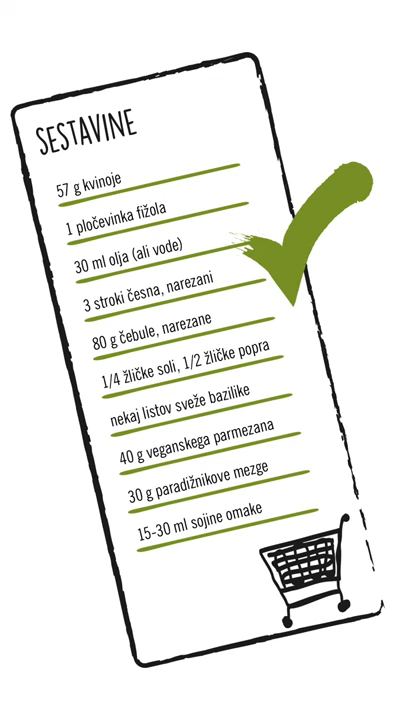 SESTAVINE
57 g kvinoje
1 pločevinka fižola
30 ml olja (ali vode)
3 stroki česna, narezani
80 g čebule, narezane
1/4 žličke soli, 1/2 žličke popra
nekaj listov sveže bazilike
40 g veganskega parmezana
30 g paradižnikove mezge
15-30 ml sojine omake